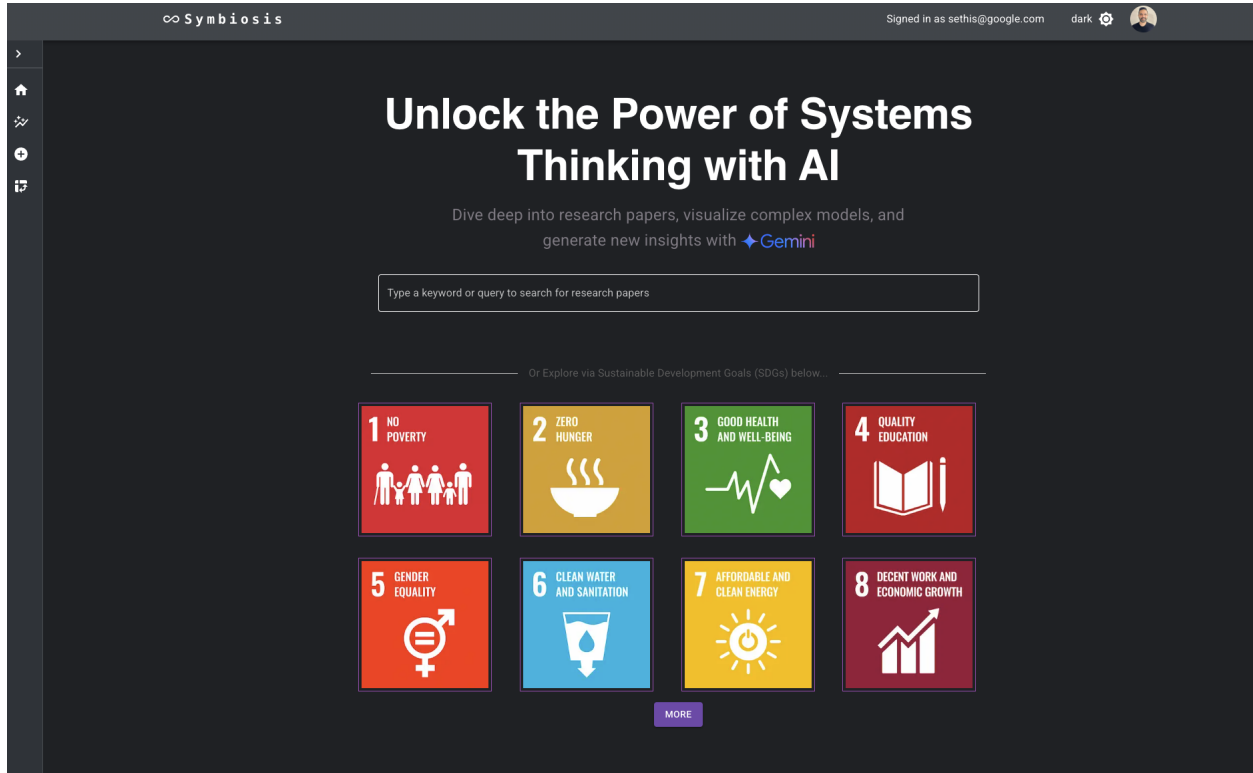 Symbiosis
Signed in as sethis@google.com
dark
Unlock the Power of Systems
Thinking with AI
Dive deep into research papers, visualize complex models, and
generate new insights with Gemini
Type a keyword or query to search for research papers
Or Explore via Sustainable Development Goals (SDGs) below...
1 NO
POVERTY
2 ZERO
HUNGER
3 GOOD HEALTH
AND WELL-BEING
4 QUALITY
EDUCATION
5 GENDER
EQUALITY
6 CLEAN WATER
AND SANITATION
7 AFFORDABLE AND
CLEAN ENERGY
8 DECENT WORK AND
ECONOMIC GROWTH
MORE